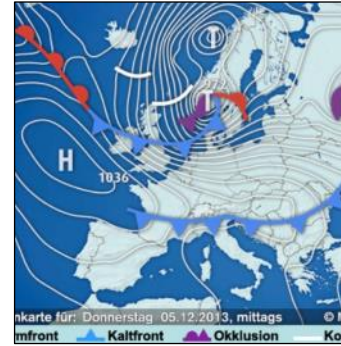 T
T
H
1036
nkarte für: Donnerstag 05.12.2013, mittags ©
mfront Kaltfront Okklusion Ko